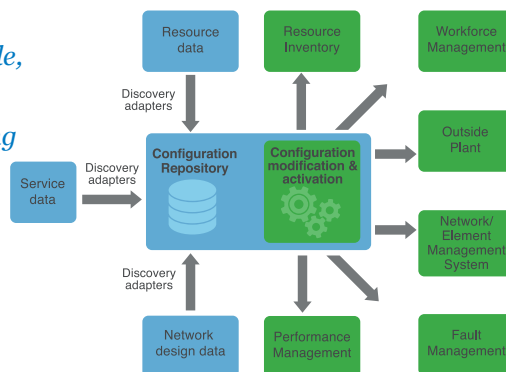 le,
g
Resource
data
Resource
Inventory
Workforce
Management
Discovery
adapters
Configuration
Repository
Configuration
modification &
activation
Outside
Plant
Discovery
adapters
Service
data
Network/
Element
Management
System
Discovery
adapters
Network
design data
Performance
Management
Fault
Management